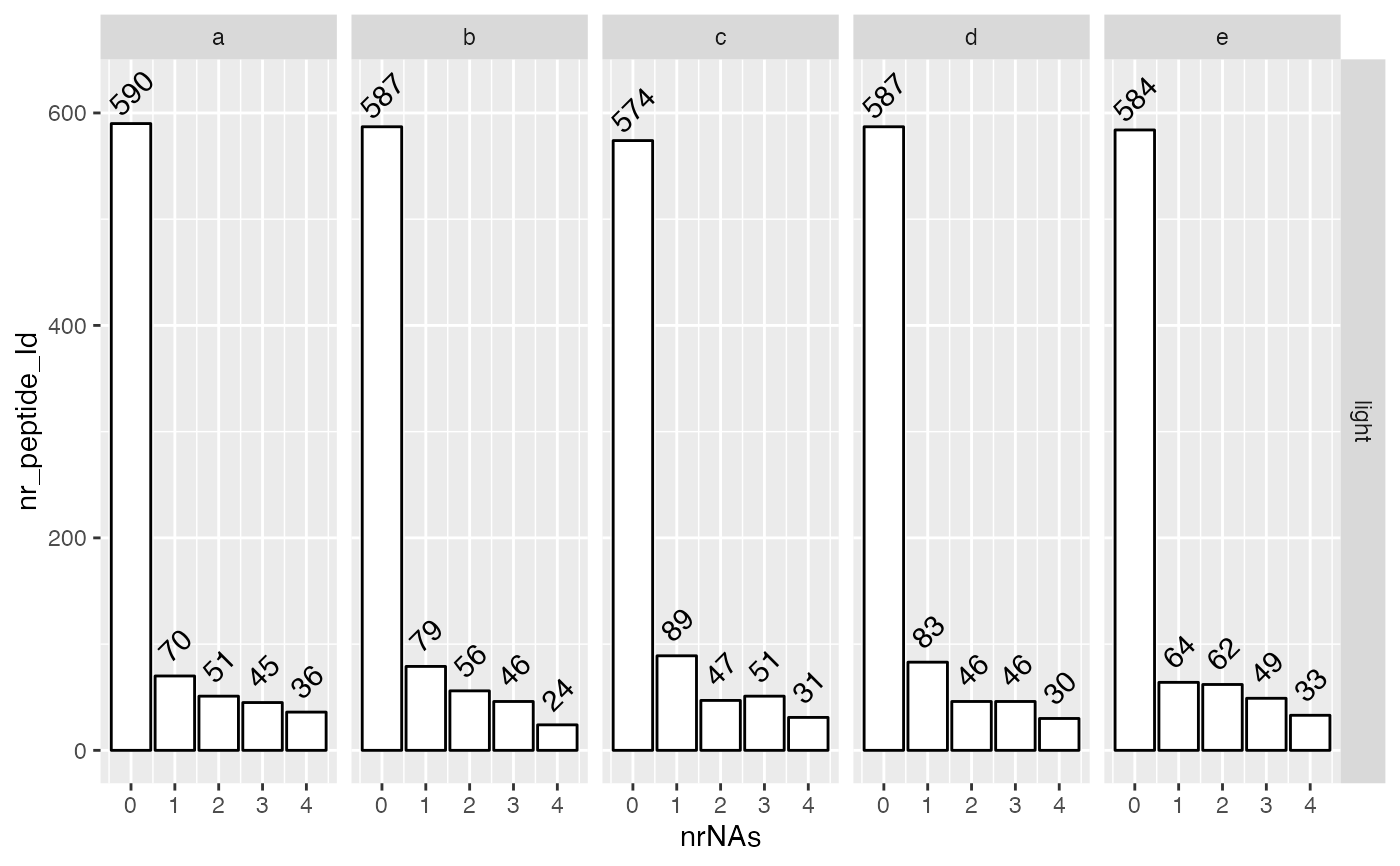 a b c d e
590 587 574 587 584
600
400
200
0
70 51 45 36
79 56 46 24
89 47 51 31
83 46 46 30
64 62 49 33
nr_peptide_Id
light
0 1 2 3 4 0 1 2 3 4 0 1 2 3 4 0 1 2 3 4 0 1 2 3 4
nrNAs